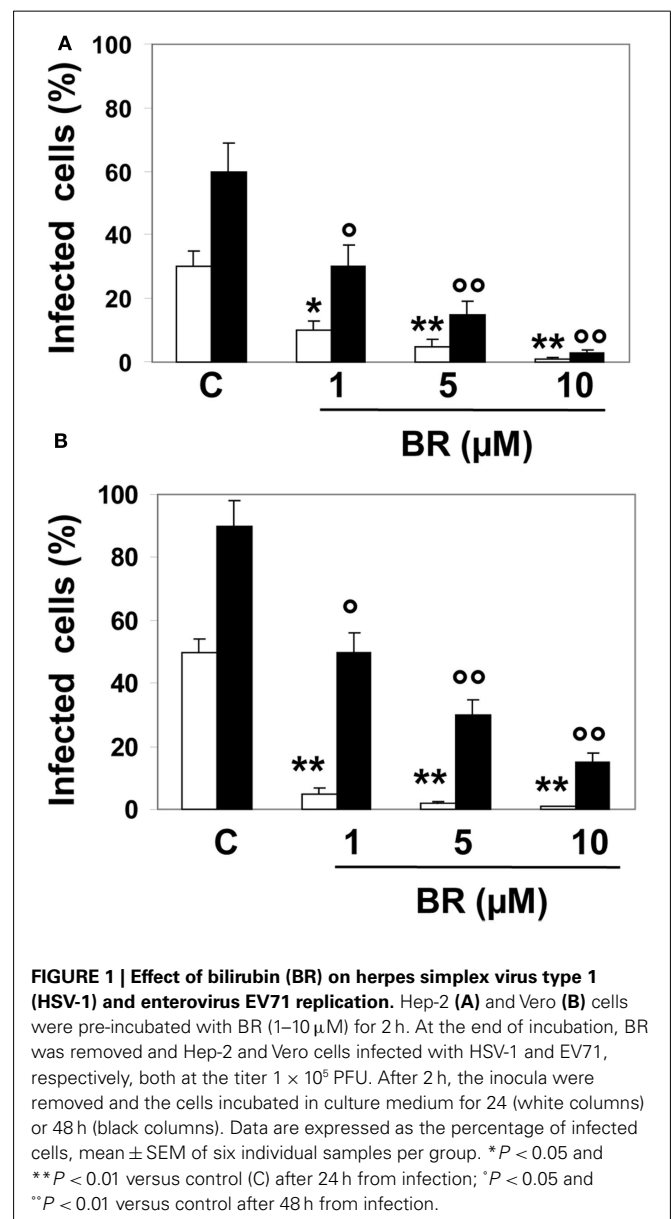 A
100
80
60
40
20
0
Infected cells (%)
*
**
**
°
°°
°°
C 1 5 10
BR (µM)
B
100
80
60
40
20
0
Infected cells (%)
**
**
**
°
°°
°°
C 1 5 10
BR (µM)
FIGURE 1 | Effect of bilirubin (BR) on herpes simplex virus type 1
(HSV-1) and enterovirus EV71 replication. Hep-2 (A) and Vero (B) cells
were pre-incubated with BR (1–10 µM) for 2 h. At the end of incubation, BR
was removed and Hep-2 and Vero cells infected with HSV-1 and EV71,
respectively, both at the titer 1 × 10⁵ PFU. After 2 h, the inocula were
removed and the cells incubated in culture medium for 24 (white columns)
or 48 h (black columns). Data are expressed as the percentage of infected
cells, mean ± SEM of six individual samples per group. *P < 0.05 and
**P < 0.01 versus control (C) after 24 h from infection; °P < 0.05 and
°°P < 0.01 versus control after 48 h from infection.